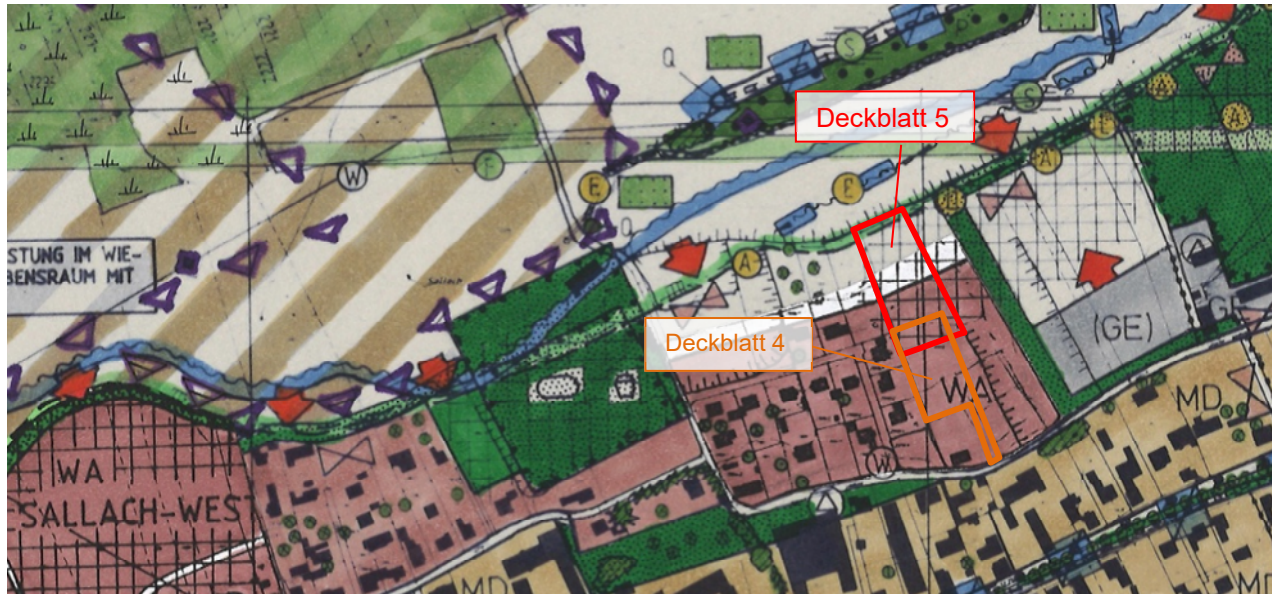 S
Q
Deckblatt 5
A
A
S
E
A
F
W
E
E
STUNG IM WIE-
BENSRAUM MIT
A
(GE)
Deckblatt 4
WA
MD
WA
SALLACH-WEST
W
MD
MD